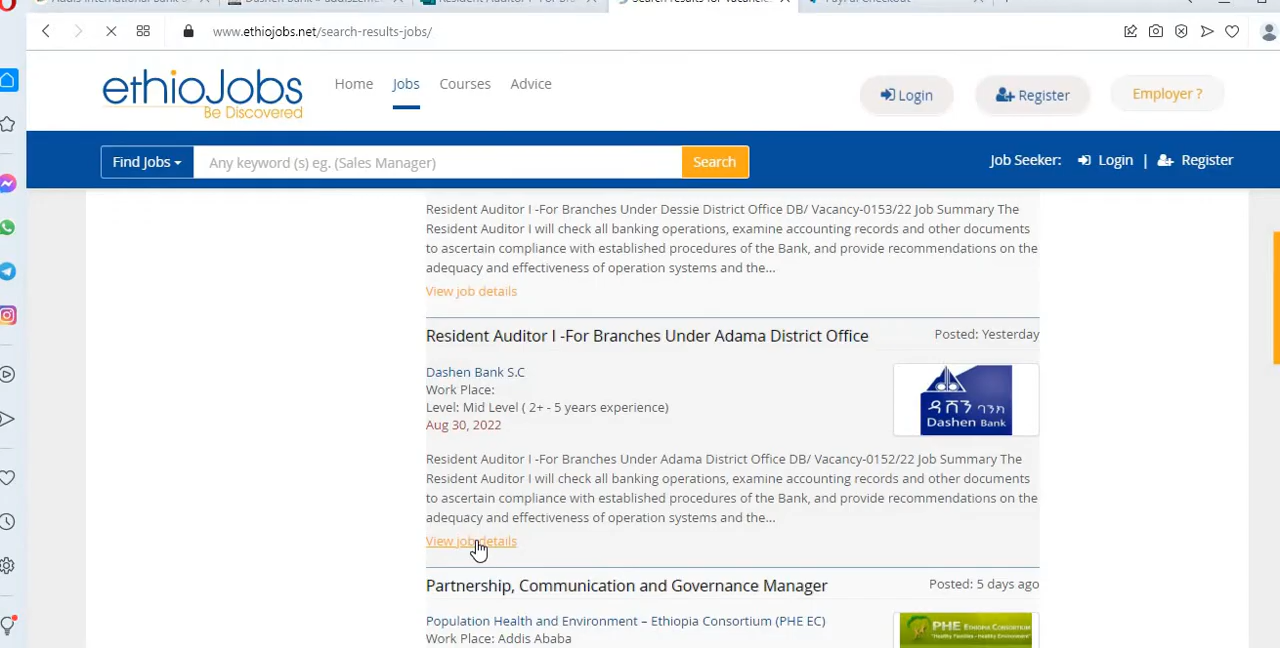 www.ethiojobs.net/search-results-jobs/
ethioJobs
Be Discovered
Home Jobs Courses Advice
Login Register Employer ?
Find Jobs Any keyword (s) eg. (Sales Manager) Search
Job Seeker: Login | Register
Resident Auditor I -For Branches Under Dessie District Office DB/ Vacancy-0153/22 Job Summary The
Resident Auditor I will check all banking operations, examine accounting records and other documents
to ascertain compliance with established procedures of the Bank, and provide recommendations on the
adequacy and effectiveness of operation systems and the...
View job details
Resident Auditor I -For Branches Under Adama District Office Posted: Yesterday
Dashen Bank S.C
Work Place:
Level: Mid Level ( 2+ - 5 years experience)
Aug 30, 2022
ዳሽን ባንክ
Dashen Bank
Resident Auditor I -For Branches Under Adama District Office DB/ Vacancy-0152/22 Job Summary The
Resident Auditor I will check all banking operations, examine accounting records and other documents
to ascertain compliance with established procedures of the Bank, and provide recommendations on the
adequacy and effectiveness of operation systems and the...
View job details
Partnership, Communication and Governance Manager Posted: 5 days ago
Population Health and Environment – Ethiopia Consortium (PHE EC)
Work Place: Addis Ababa
PHE ETHIOPIA CONSORTIUM
"Healthy Families - Healthy Environment"